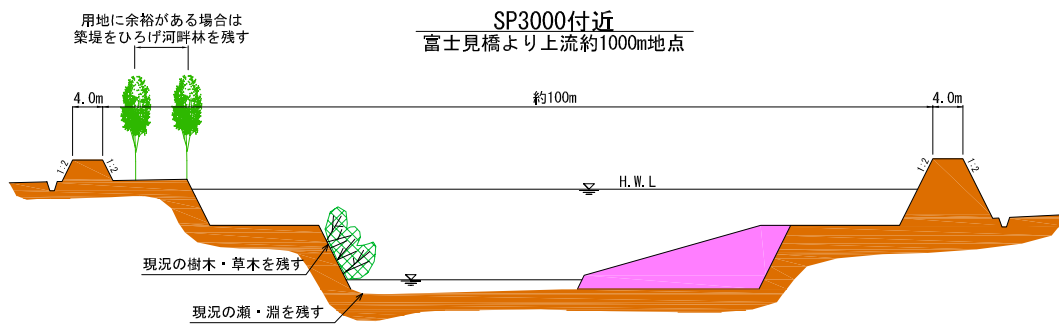 SP3000付近
富士見橋より上流約1000m地点
用地に余裕がある場合は
築堤をひろげ河畔林を残す
4.0m
約100m
4.0m
1:2
1:2
1:2
1:2
H.W.L
現況の樹木・草木を残す
現況の瀬・淵を残す